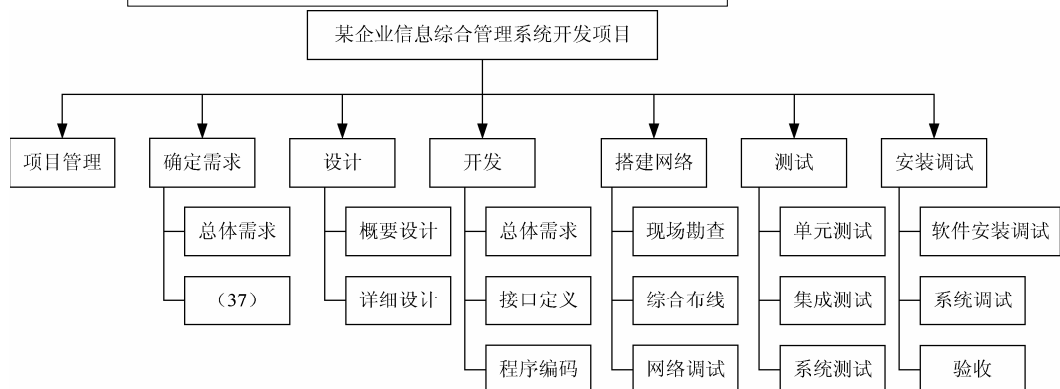 某企业信息综合管理系统开发项目
项目管理
确定需求
设计
开发
搭建网络
测试
安装调试
总体需求
概要设计
总体需求
现场勘查
单元测试
软件安装调试
（37）
详细设计
接口定义
综合布线
集成测试
系统调试
程序编码
网络调试
系统测试
验收